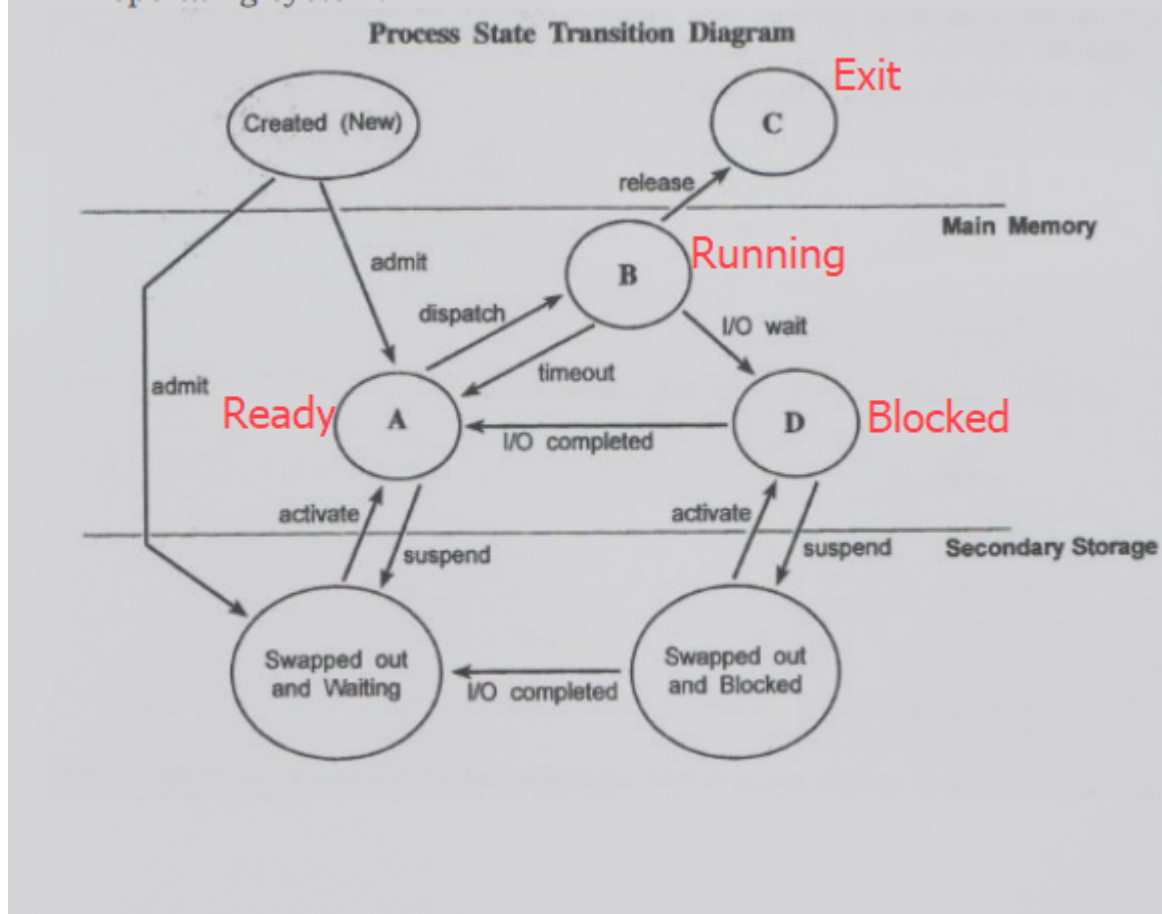 Process State Transition Diagram
Exit
Created (New)
C
release
Main Memory
Running
B
admit
dispatch
I/O wait
timeout
admit
Ready
A
D
Blocked
I/O completed
activate
suspend
activate
suspend
Secondary Storage
Swapped out
and Waiting
I/O completed
Swapped out
and Blocked